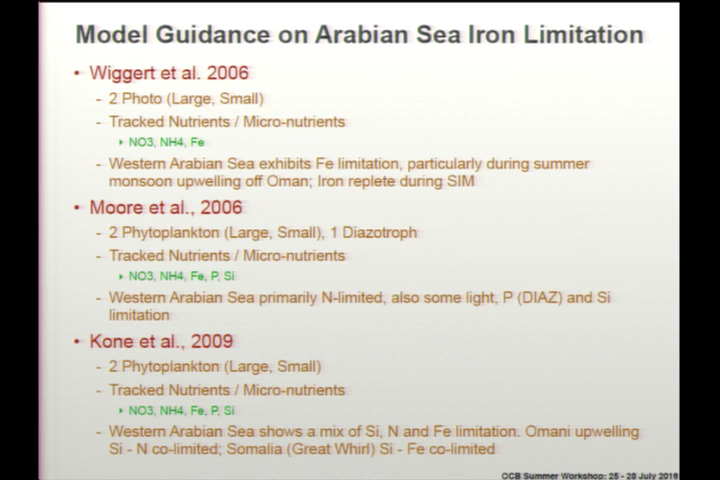 Model Guidance on Arabian Sea Iron Limitation
• Wiggert et al. 2006
- 2 Photo (Large, Small)
- Tracked Nutrients / Micro-nutrients
‣ NO3, NH4, Fe
- Western Arabian Sea exhibits Fe limitation, particularly during summer
monsoon upwelling off Oman; Iron replete during SIM
• Moore et al., 2006
- 2 Phytoplankton (Large, Small), 1 Diazotroph
- Tracked Nutrients / Micro-nutrients
‣ NO3, NH4, Fe, P, Si
- Western Arabian Sea primarily N-limited, also some light, P (DIAZ) and Si
limitation
• Kone et al., 2009
- 2 Phytoplankton (Large, Small)
- Tracked Nutrients / Micro-nutrients
‣ NO3, NH4, Fe, P, Si
- Western Arabian Sea shows a mix of Si, N and Fe limitation. Omani upwelling
Si - N co-limited; Somalia (Great Whirl) Si - Fe co-limited
OCB Summer Workshop: 25 - 28 July 2016